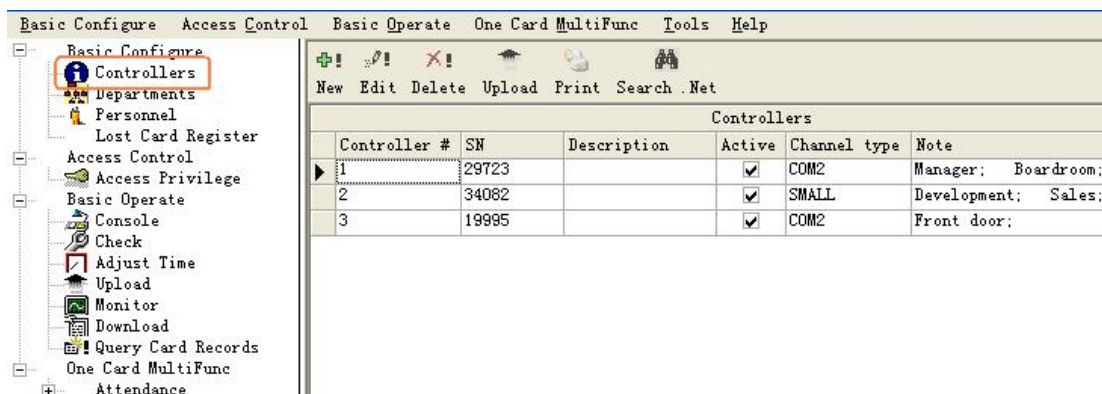 Basic Configure Access Control Basic Operate One Card MultiFunc Tools Help
Basic Configure
Controllers
Departments
Personnel
Lost Card Register
Access Control
Access Privilege
Basic Operate
Console
Check
Adjust Time
Upload
Monitor
Download
Query Card Records
One Card MultiFunc
Attendance
New Edit Delete Upload Print Search .Net
Controllers
Controller # SN Description Active Channel type Note
1 29723 COM2 Manager; Boardroom;
2 34082 SMALL Development; Sales;
3 19995 COM2 Front door;